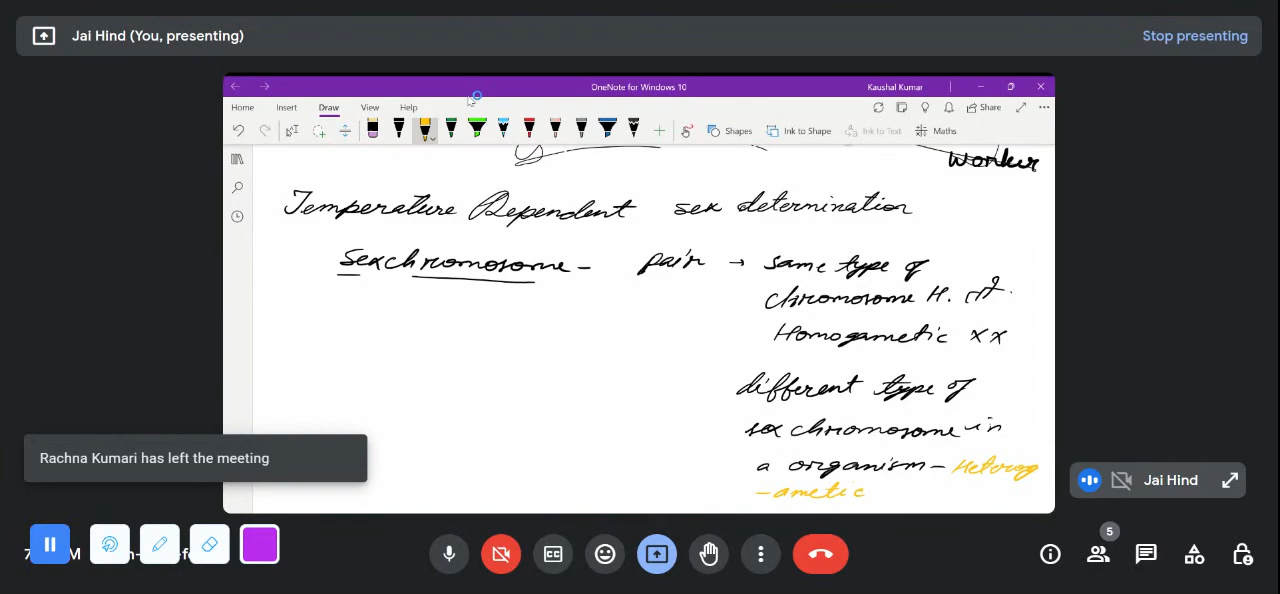 Jai Hind (You, presenting)
Stop presenting
OneNote for Windows 10
Kaushal Kumar
Home Insert Draw View Help
Share
Shapes Ink to Shape Ink to Text Maths
Worker
Temperature Dependent sex determination
Sexchromosome - pair → same type of
chromosome H.
Homogametic XX
different type of
sex chromosome in
a organism - Heterog
-ametic
Rachna Kumari has left the meeting
Jai Hind
5